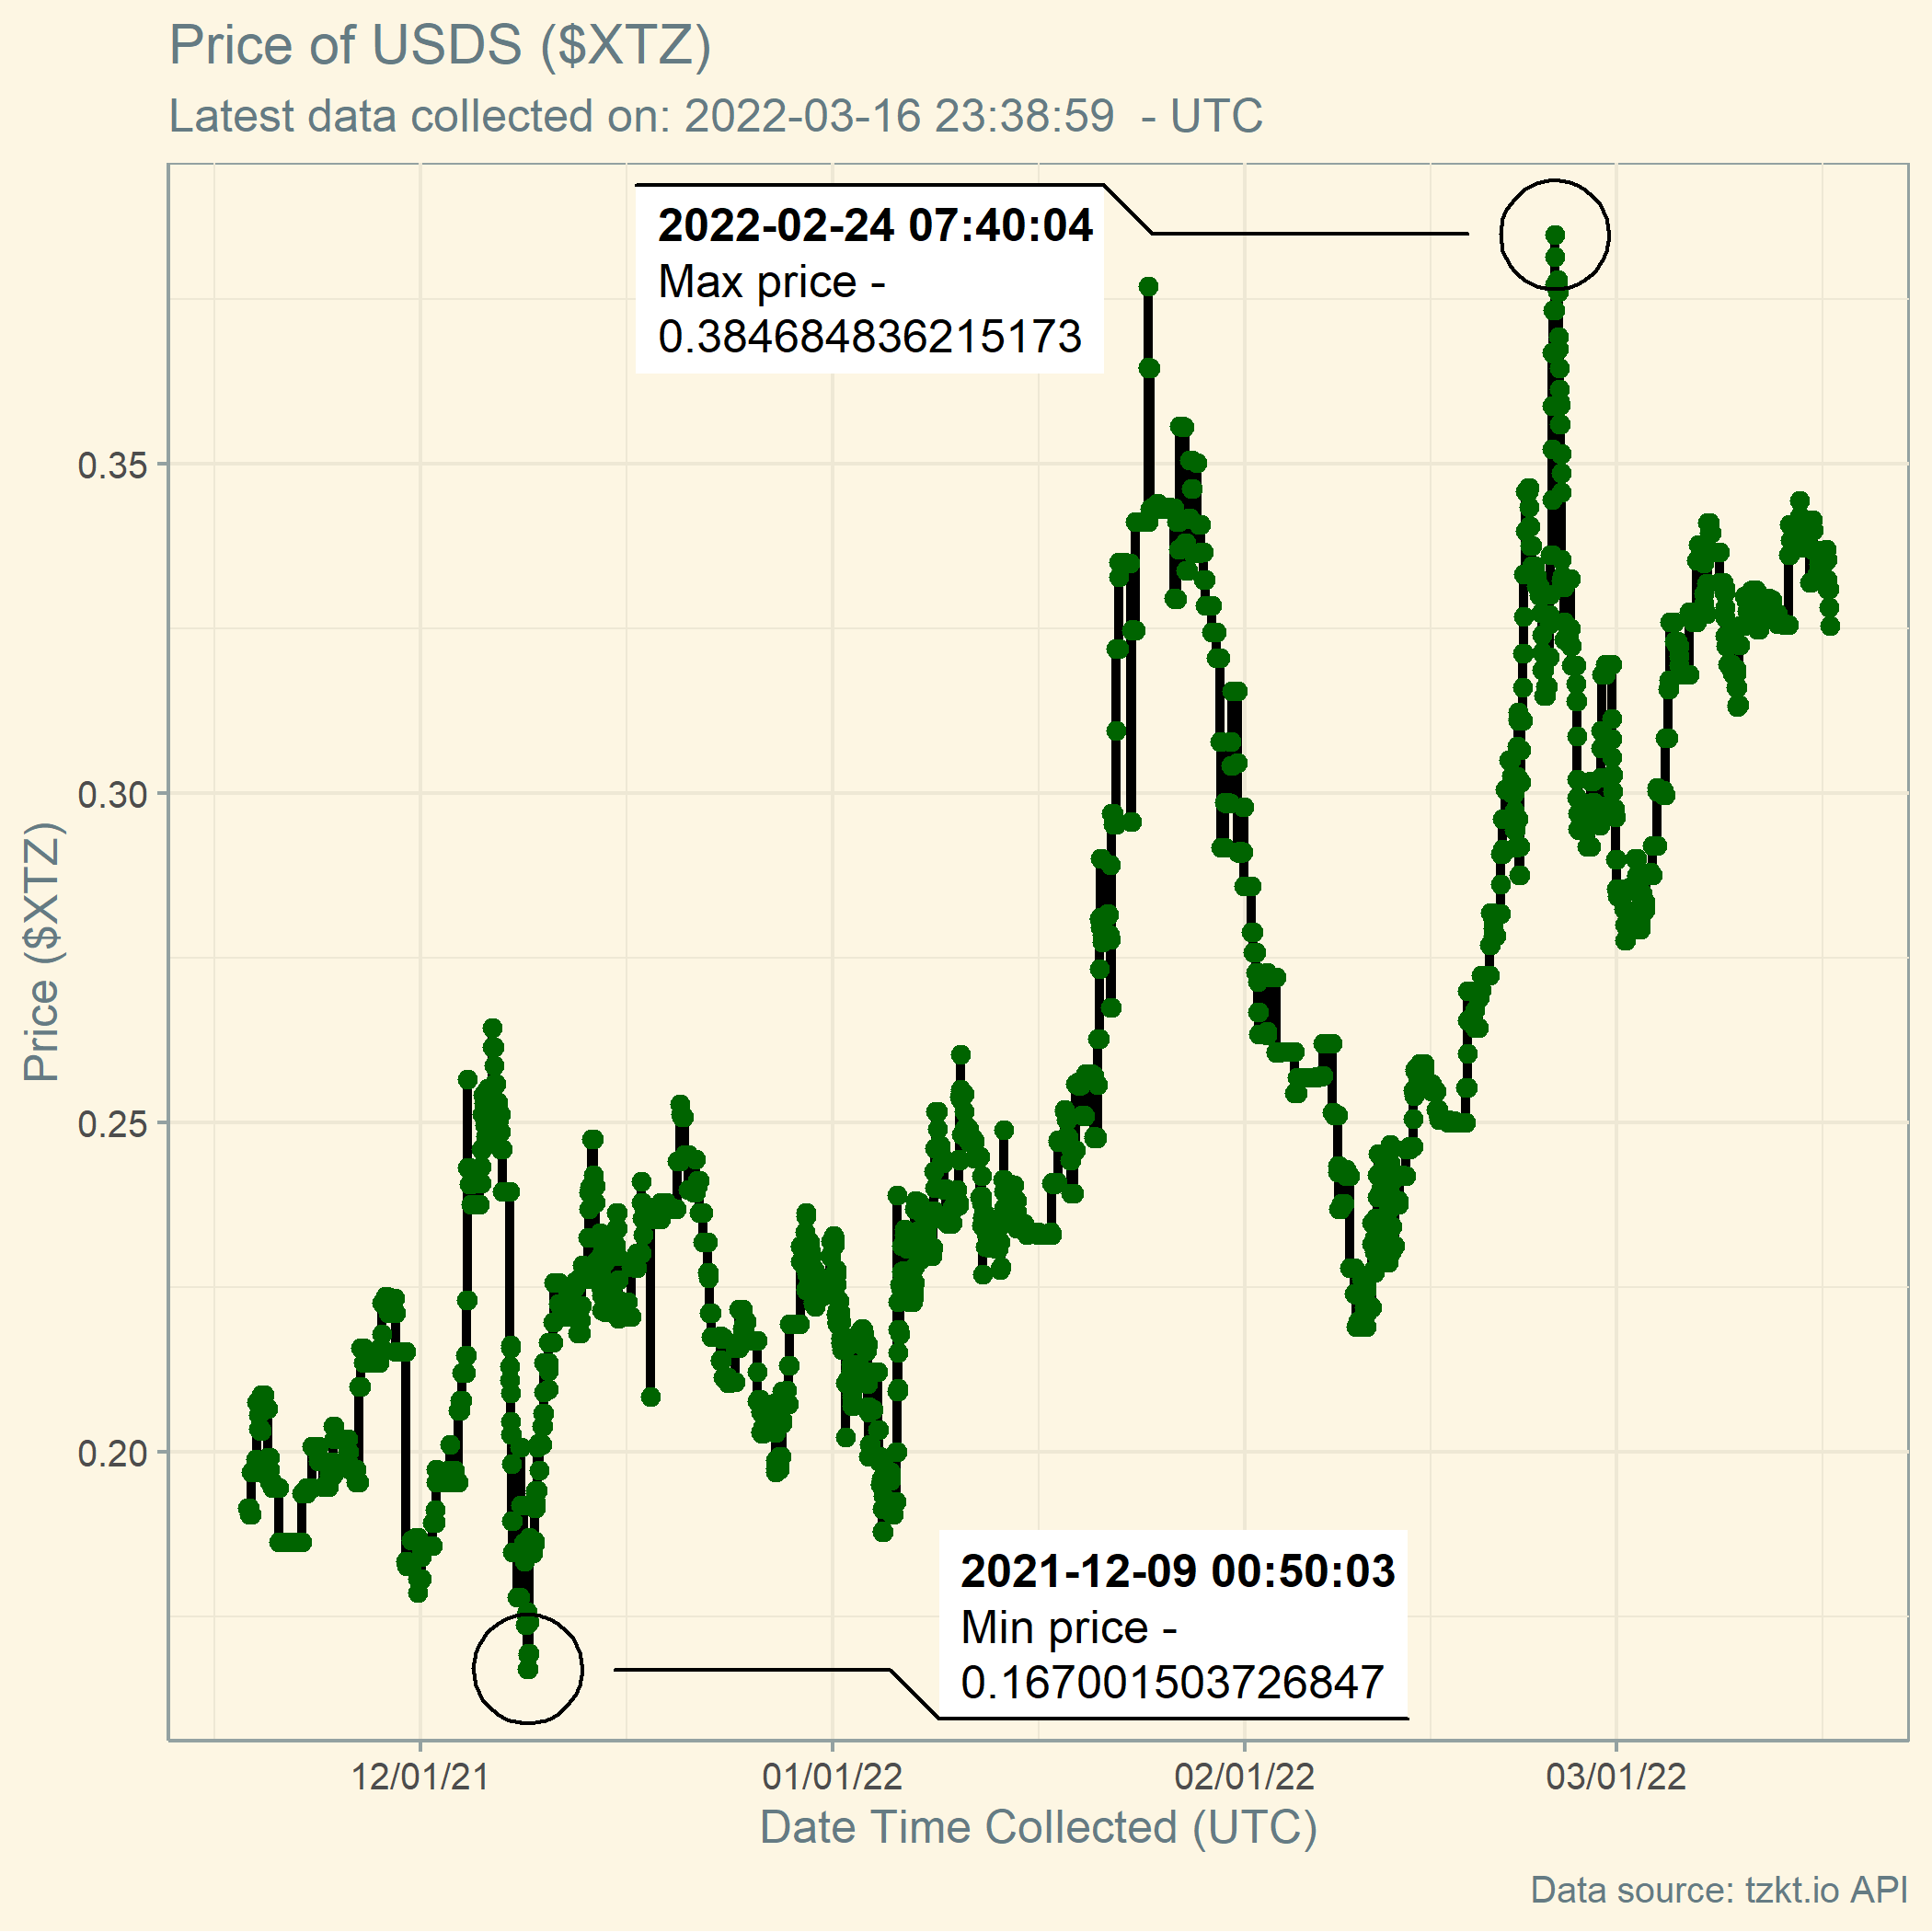 Price of USDS ($XTZ)
Latest data collected on: 2022-03-16 23:38:59  - UTC
2022-02-24 07:40:04
Max price -
0.384684836215173
0.35
0.30
0.25
0.20
Price ($XTZ)
2021-12-09 00:50:03
Min price -
0.167001503726847
12/01/21
01/01/22
02/01/22
03/01/22
Date Time Collected (UTC)
Data source: tzkt.io API